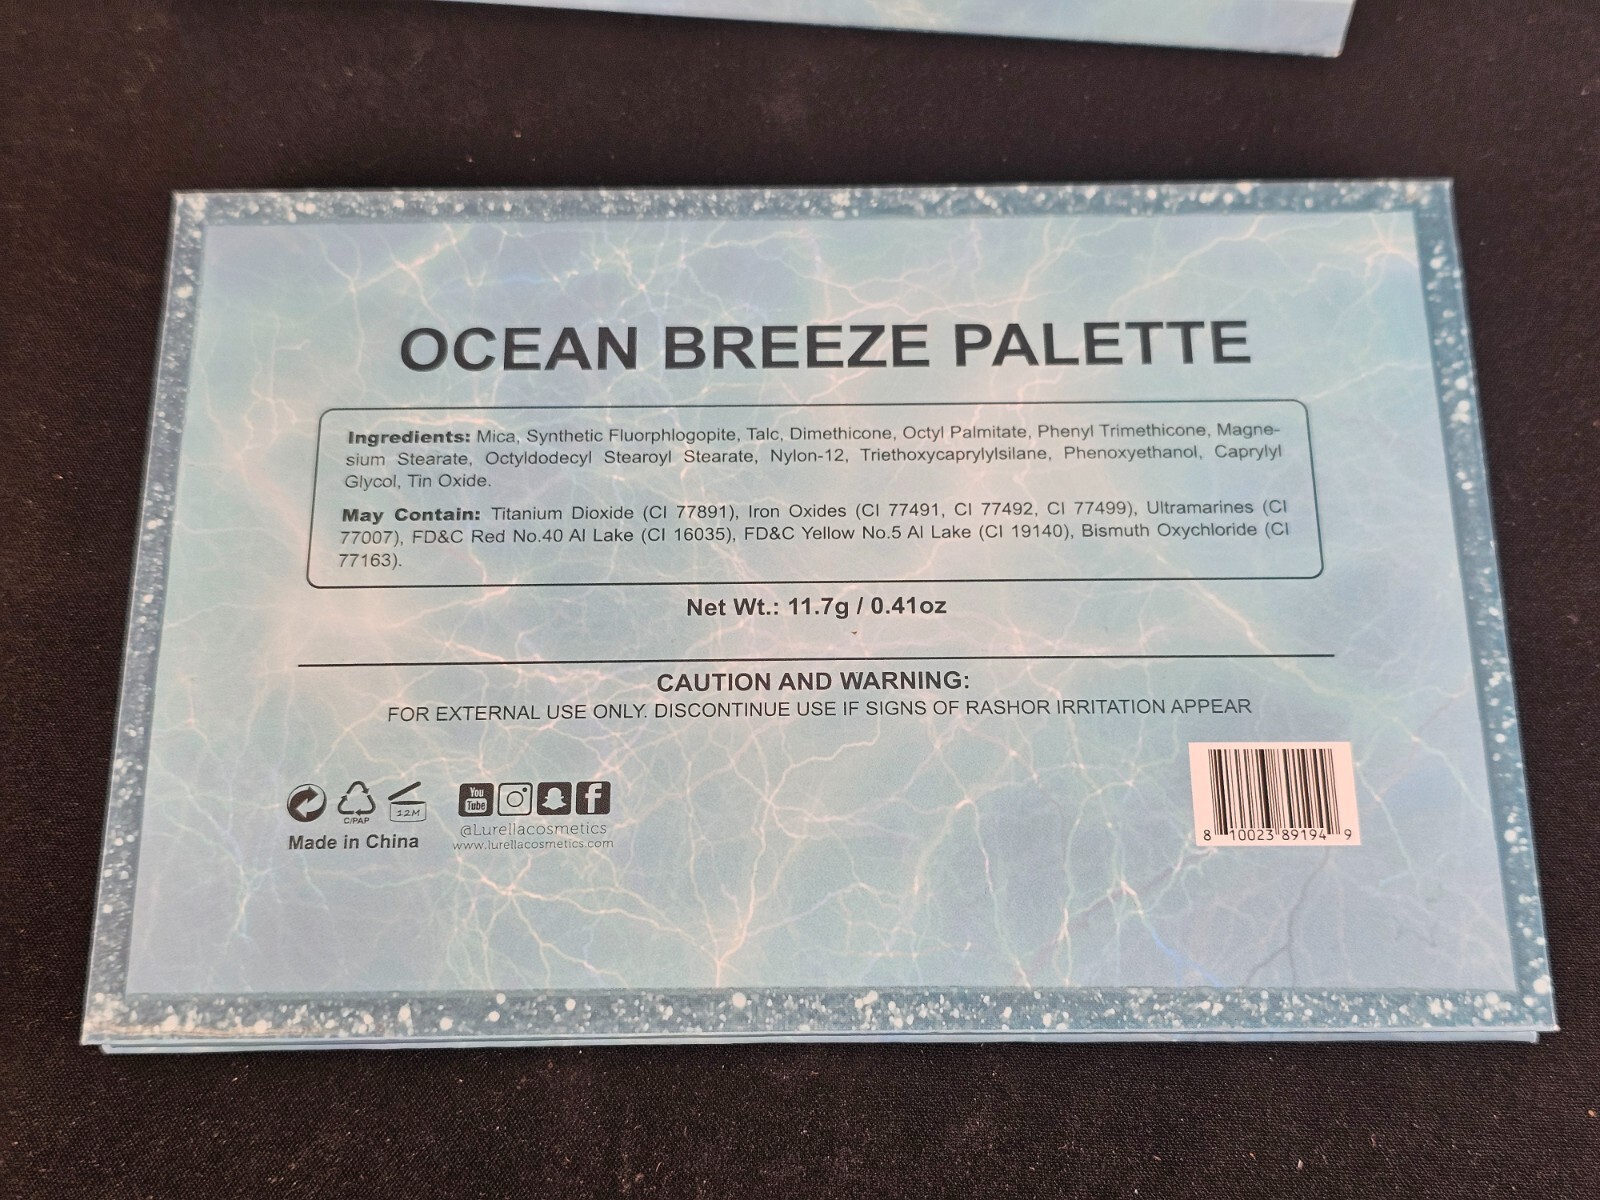 OCEAN BREEZE PALETTE
Ingredients: Mica, Synthetic Fluorphlogopite, Talc, Dimethicone, Octyl Palmitate, Phenyl Trimethicone, Magne-
sium Stearate, Octyldodecyl Stearoyl Stearate, Nylon-12, Triethoxycaprylylsilane, Phenoxyethanol, Caprylyl
Glycol, Tin Oxide.
May Contain: Titanium Dioxide (CI 77891), Iron Oxides (CI 77491, CI 77492, CI 77499), Ultramarines (CI
77007), FD&C Red No.40 Al Lake (CI 16035), FD&C Yellow No.5 Al Lake (CI 19140), Bismuth Oxychloride (CI
77163).
Net Wt.: 11.7g / 0.41oz
CAUTION AND WARNING:
FOR EXTERNAL USE ONLY. DISCONTINUE USE IF SIGNS OF RASHOR IRRITATION APPEAR
C/PAP
12M
You Tube
Made in China
@Lurellacosmetics
www.lurellacosmetics.com
8 10023 89194 9